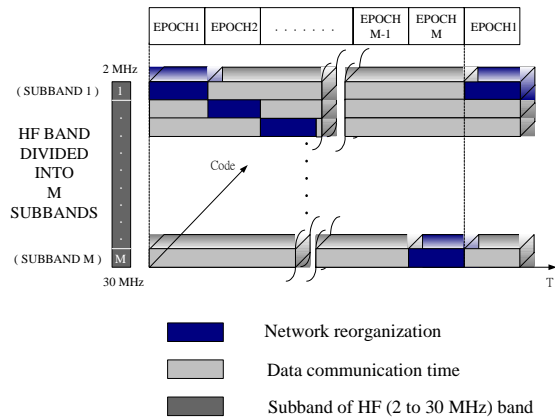 EPOCH1
EPOCH2
. . . . . . .
EPOCH
M-1
EPOCH
M
EPOCH1
2 MHz
( SUBBAND 1 )
1
HF BAND
DIVIDED
INTO
M
SUBBANDS
Code
(SUBBAND M )
M
30 MHz
T
Network reorganization
Data communication time
Subband of HF (2 to 30 MHz) band